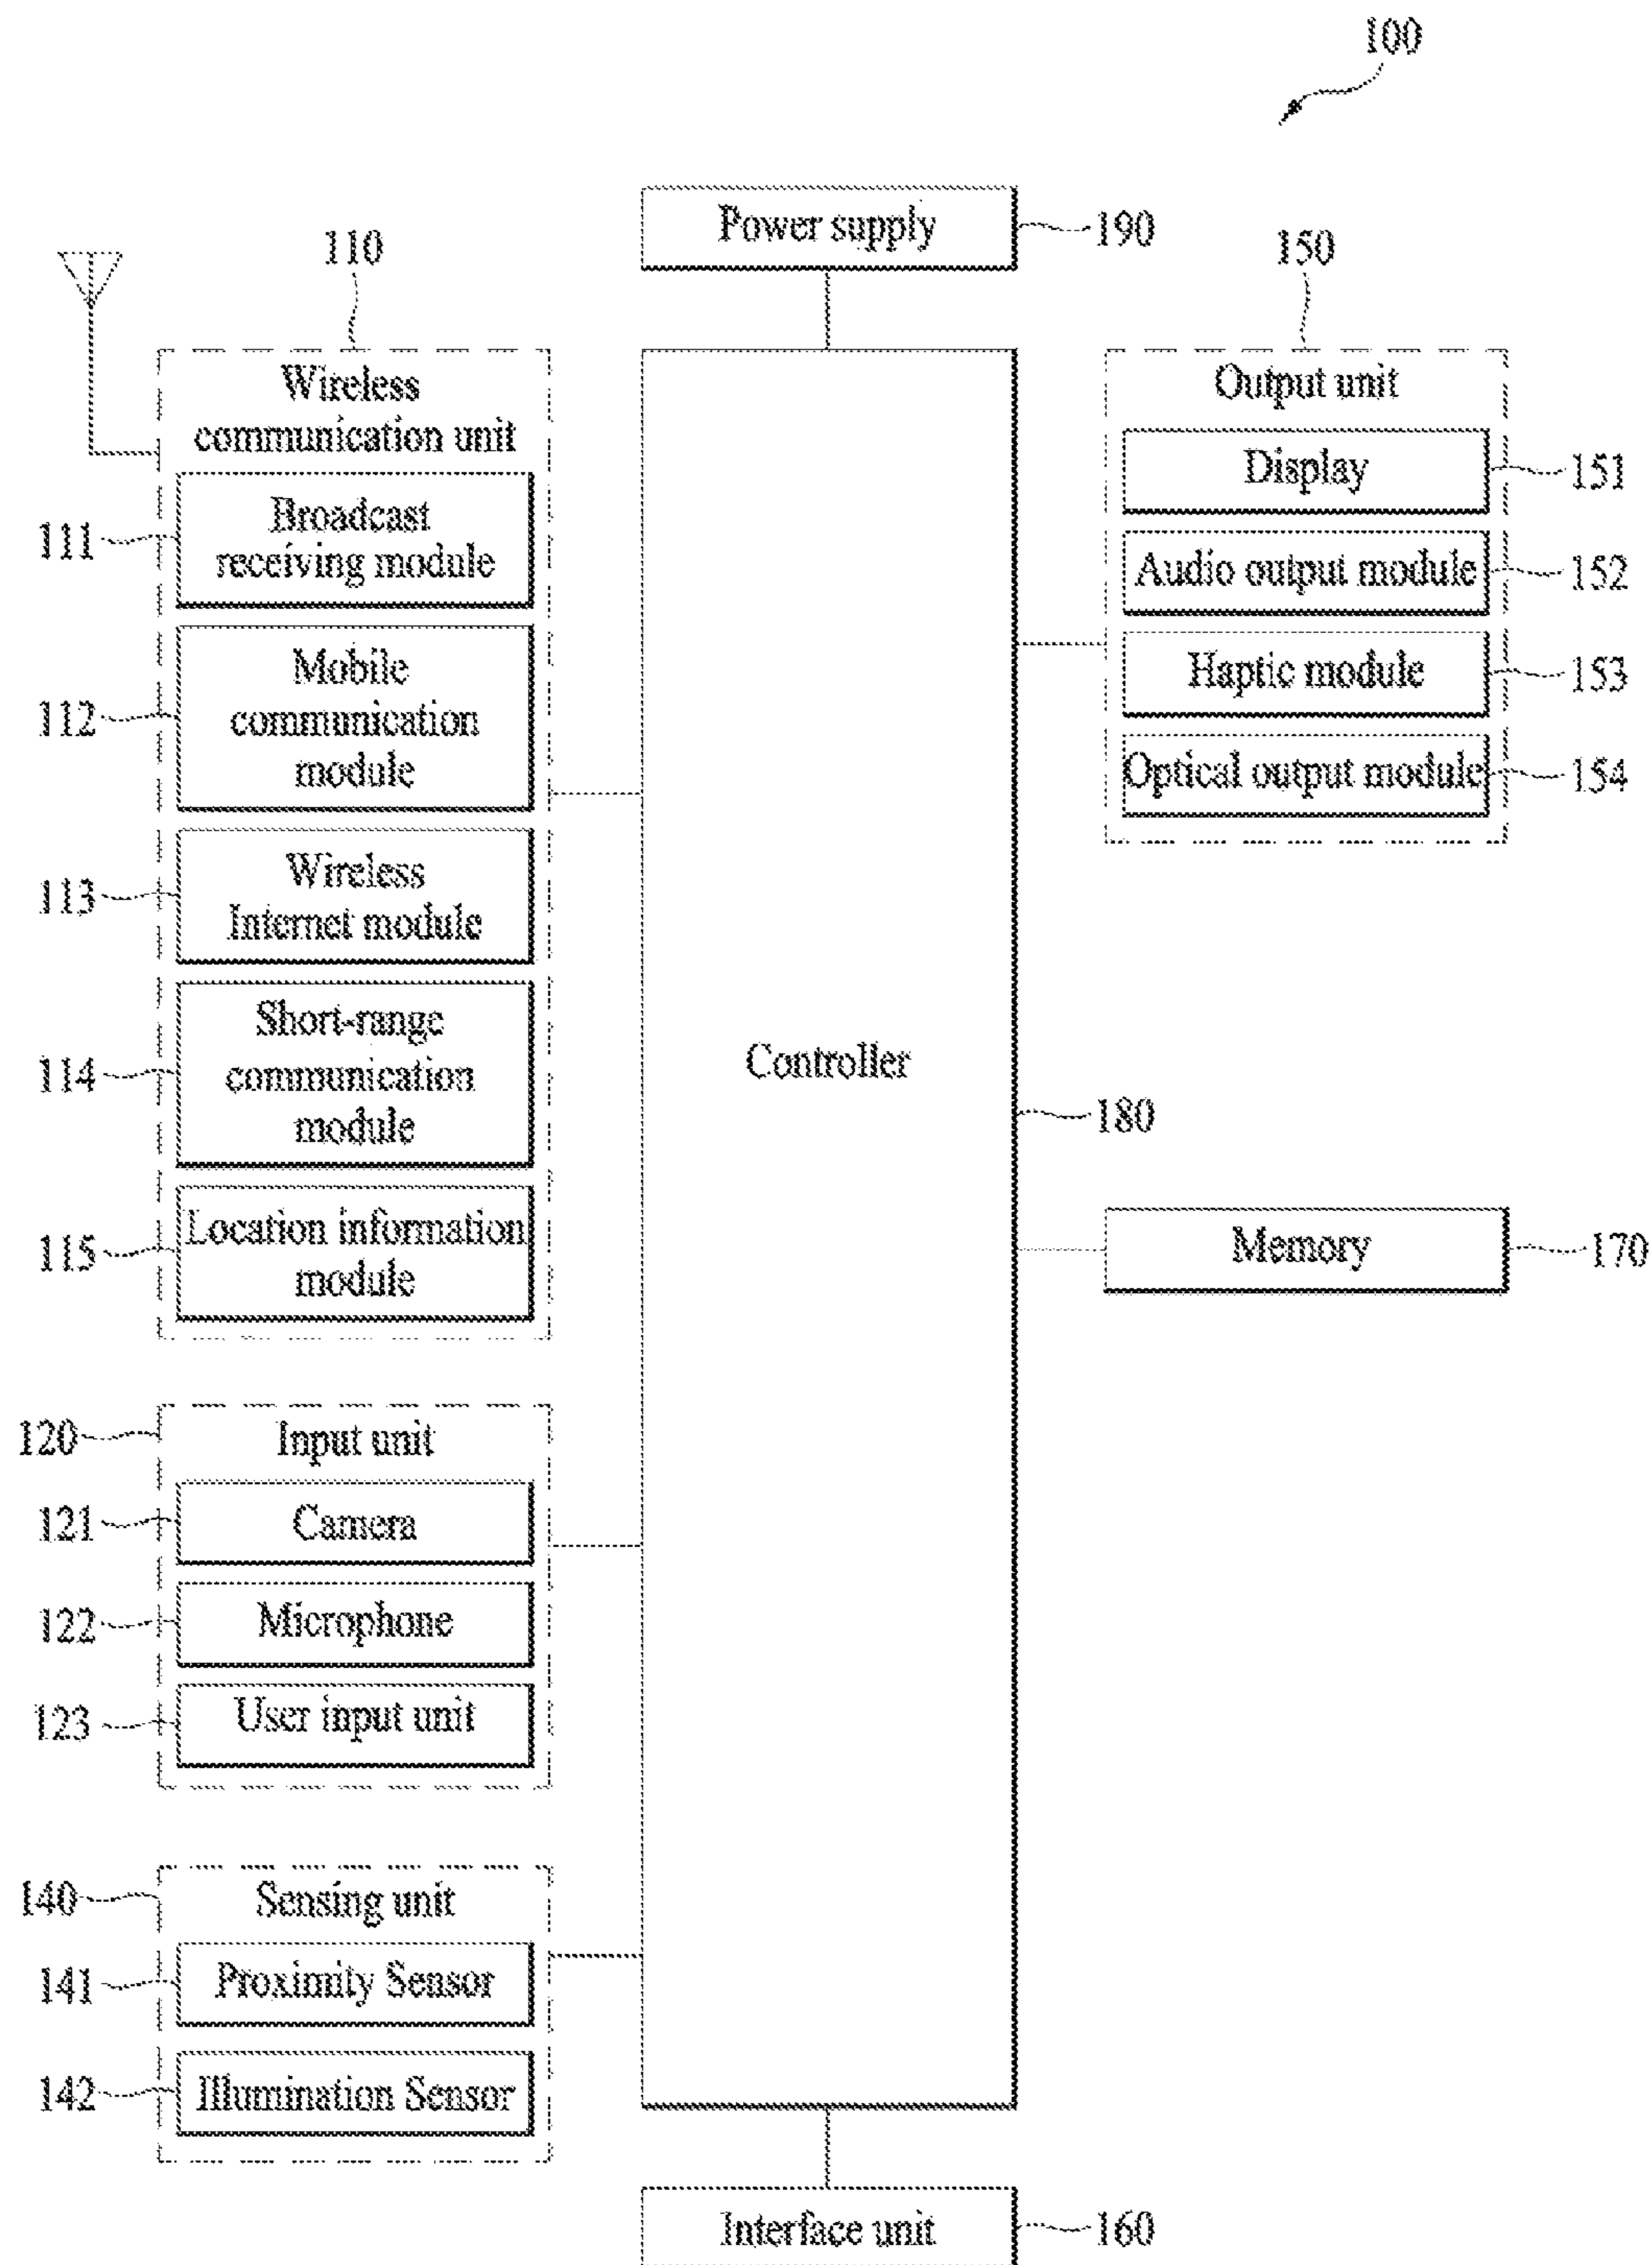 100
Power supply
190
110
Wireless
communication unit
111
Broadcast
receiving module
112
Mobile
communication
module
113
Wireless
Internet module
114
Short-range
communication
module
115
Location information
module
120
Input unit
121
Camera
122
Microphone
123
User input unit
140
Sensing unit
141
Proximity Sensor
142
Illumination Sensor
Controller
180
150
Output unit
Display
151
Audio output module
152
Haptic module
153
Optical output module
154
Memory
170
Interface unit
160